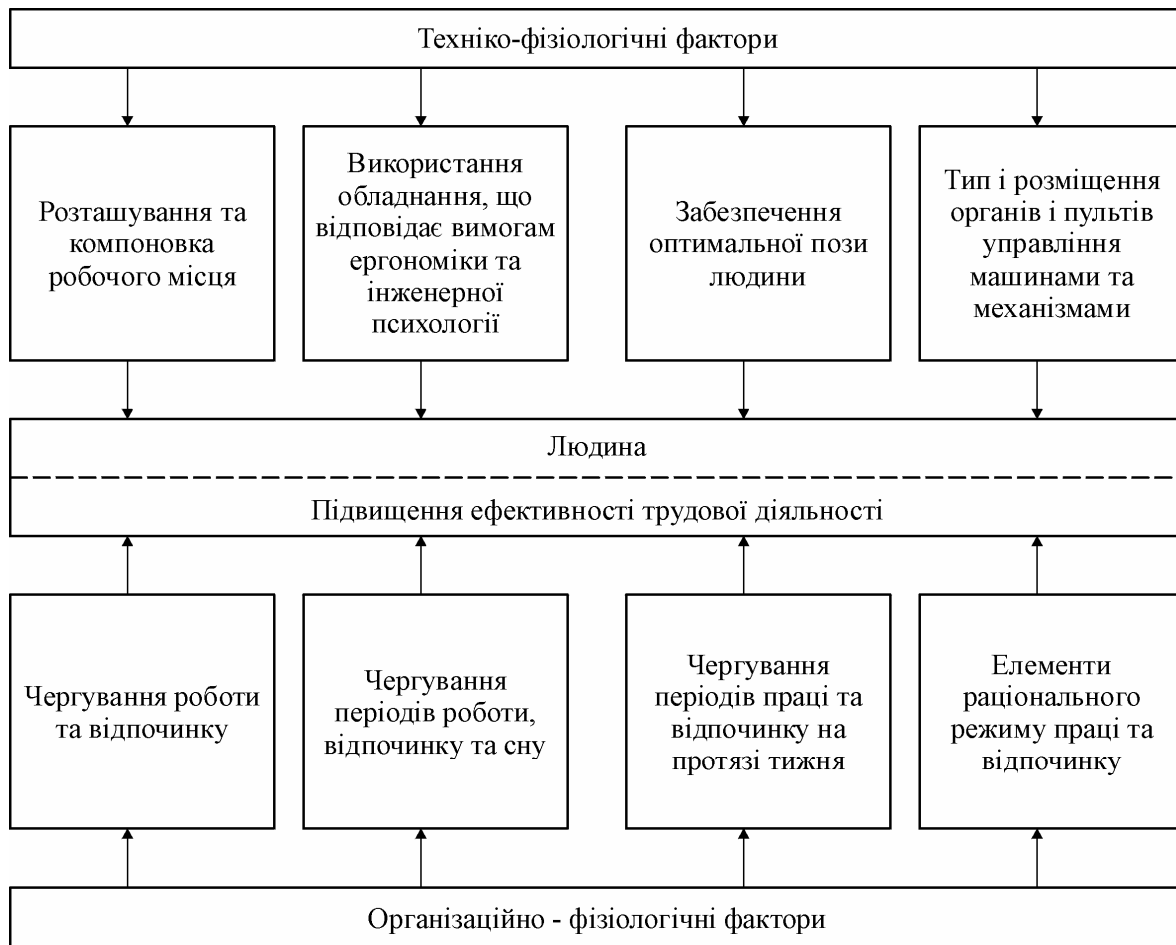 Техніко-фізіологічні фактори
Розташування та
компоновка
робочого місця
Використання
обладнання, що
відповідає вимогам
ергономіки та
інженерної
психології
Забезпечення
оптимальної пози
людини
Тип і розміщення
органів і пультів
управління
машинами та
механізмами
Людина
Підвищення ефективності трудової діяльності
Чергування роботи
та відпочинку
Чергування
періодів роботи,
відпочинку та сну
Чергування
періодів праці та
відпочинку на
протязі тижня
Елементи
раціонального
режиму праці та
відпочинку
Організаційно - фізіологічні фактори